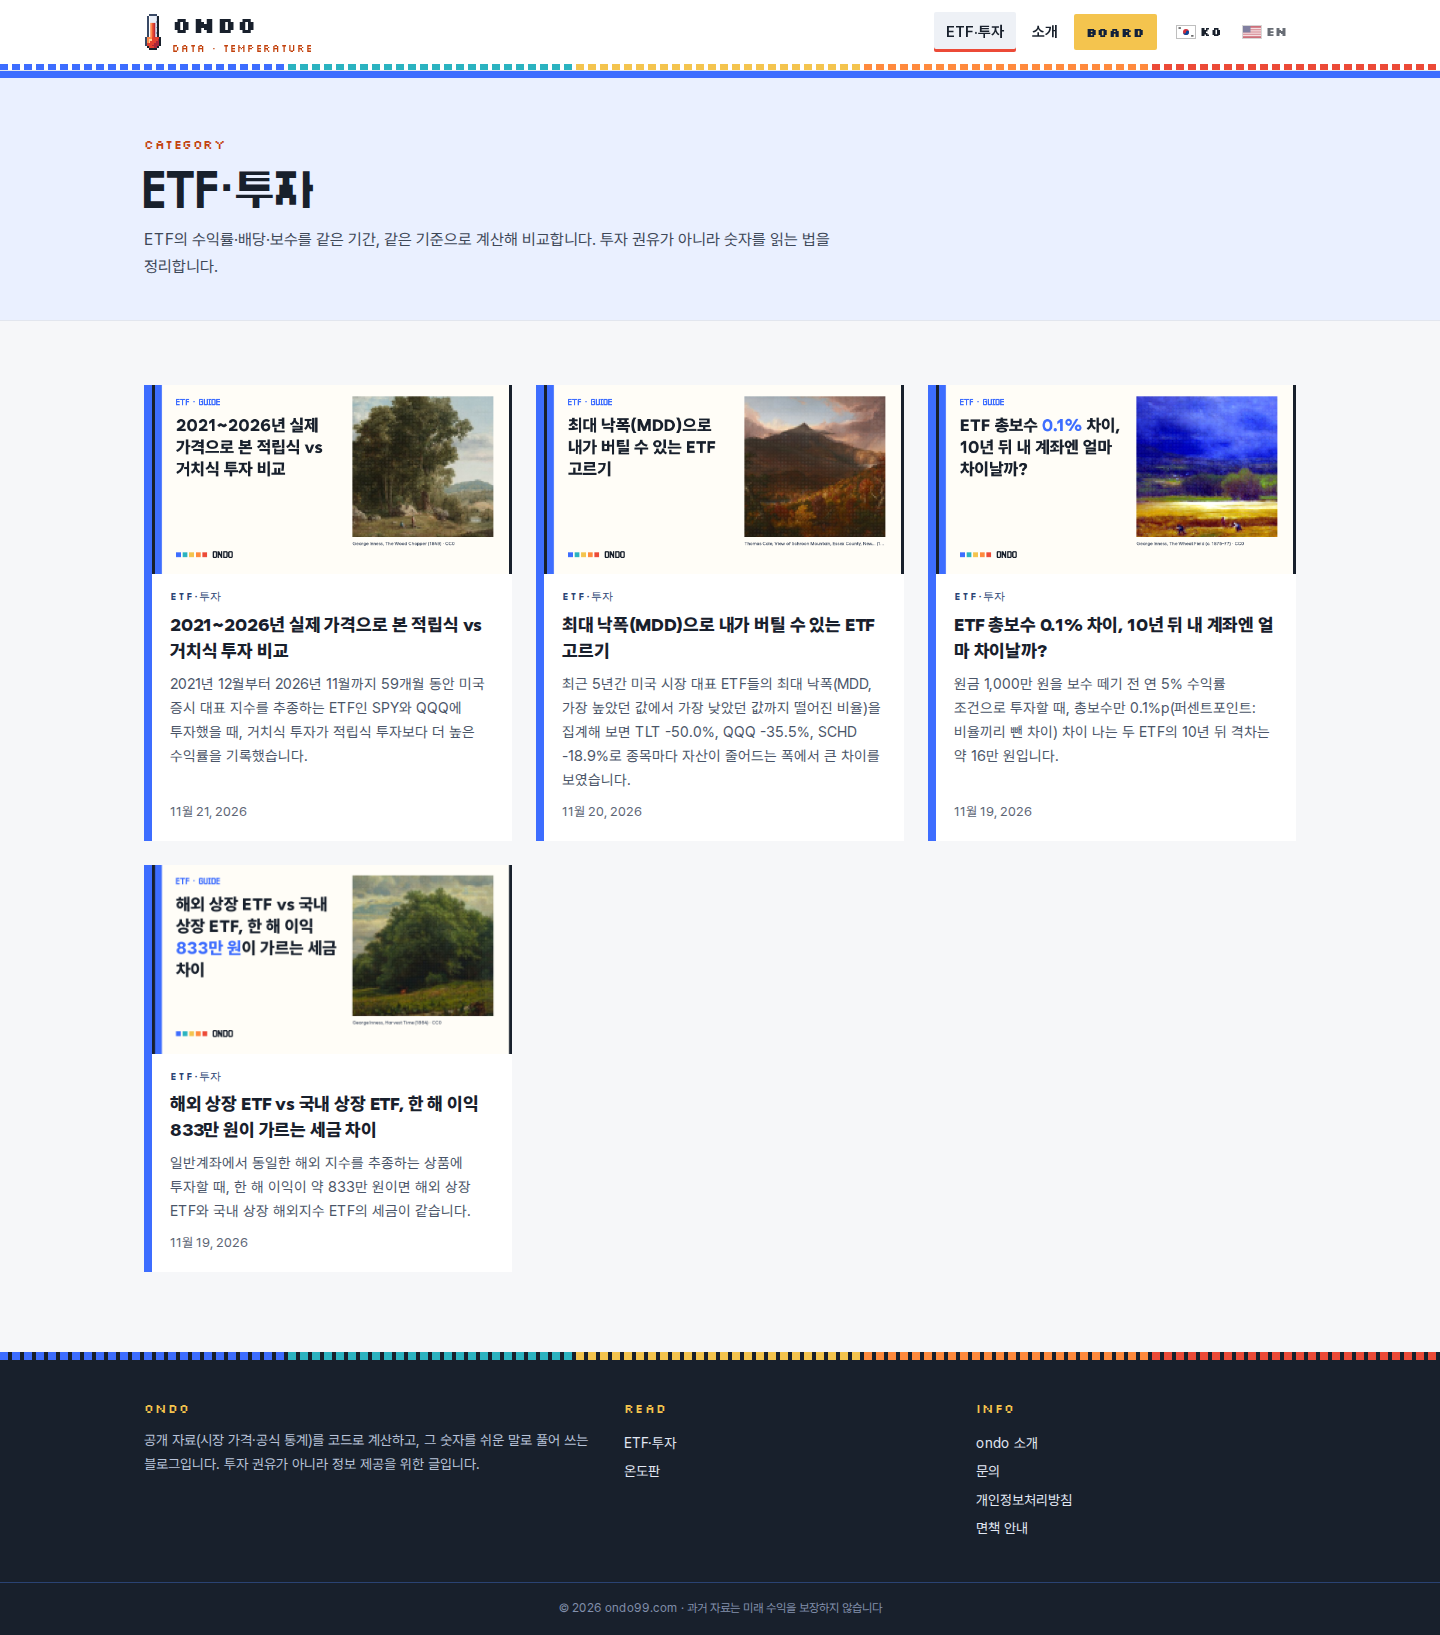 ONDO
DATA · TEMPERATURE
ETF·투자
소개
BOARD
KO
EN
CATEGORY
ETF·투자
ETF의 수익률·배당·보수를 같은 기간, 같은 기준으로 계산해 비교합니다. 투자 권유가 아니라 숫자를 읽는 법을
정리합니다.
ETF · GUIDE
2021~2026년 실제
가격으로 본 적립식 vs
거치식 투자 비교
George Inness, The Wood Chopper (1859) · CC0
ONDO
ETF·투자
2021~2026년 실제 가격으로 본 적립식 vs
거치식 투자 비교
2021년 12월부터 2026년 11월까지 59개월 동안 미국
증시 대표 지수를 추종하는 ETF인 SPY와 QQQ에
투자했을 때, 거치식 투자가 적립식 투자보다 더 높은
수익률을 기록했습니다.
11월 21, 2026
ETF · GUIDE
최대 낙폭(MDD)으로
내가 버틸 수 있는 ETF
고르기
Thomas Cole, View of Schroon Mountain, Essex County, New... (1...
ONDO
ETF·투자
최대 낙폭(MDD)으로 내가 버틸 수 있는 ETF
고르기
최근 5년간 미국 시장 대표 ETF들의 최대 낙폭(MDD,
가장 높았던 값에서 가장 낮았던 값까지 떨어진 비율)을
집계해 보면 TLT -50.0%, QQQ -35.5%, SCHD
-18.9%로 종목마다 자산이 줄어드는 폭에서 큰 차이를
보였습니다.
11월 20, 2026
ETF · GUIDE
ETF 총보수 0.1% 차이,
10년 뒤 내 계좌엔 얼마
차이날까?
George Inness, The Wheat Field (c. 1875–77) · CC0
ONDO
ETF·투자
ETF 총보수 0.1% 차이, 10년 뒤 내 계좌엔 얼
마 차이날까?
원금 1,000만 원을 보수 떼기 전 연 5% 수익률
조건으로 투자할 때, 총보수만 0.1%p(퍼센트포인트:
비율끼리 뺀 차이) 차이 나는 두 ETF의 10년 뒤 격차는
약 16만 원입니다.
11월 19, 2026
ETF · GUIDE
해외 상장 ETF vs 국내
상장 ETF, 한 해 이익
833만 원이 가르는 세금
차이
George Inness, Harvest Time (1864) · CC0
ONDO
ETF·투자
해외 상장 ETF vs 국내 상장 ETF, 한 해 이익
833만 원이 가르는 세금 차이
일반계좌에서 동일한 해외 지수를 추종하는 상품에
투자할 때, 한 해 이익이 약 833만 원이면 해외 상장
ETF와 국내 상장 해외지수 ETF의 세금이 같습니다.
11월 19, 2026
ONDO
공개 자료(시장 가격·공식 통계)를 코드로 계산하고, 그 숫자를 쉬운 말로 풀어 쓰는
블로그입니다. 투자 권유가 아니라 정보 제공을 위한 글입니다.
READ
ETF·투자
온도판
INFO
ondo 소개
문의
개인정보처리방침
면책 안내
© 2026 ondo99.com · 과거 자료는 미래 수익을 보장하지 않습니다